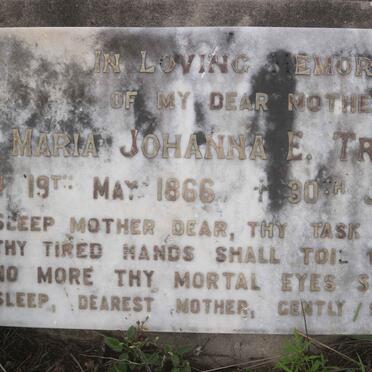 IN LOVING MEMOR
OF MY DEAR MOTHE
MARIA JOHANNA E. TR
19TH MAY 1866 30TH
SLEEP MOTHER DEAR, THY TASK
THY TIRED HANDS SHALL TOIL
NO MORE THY MORTAL EYES S
SLEEP, DEAREST MOTHER, GENTLY S